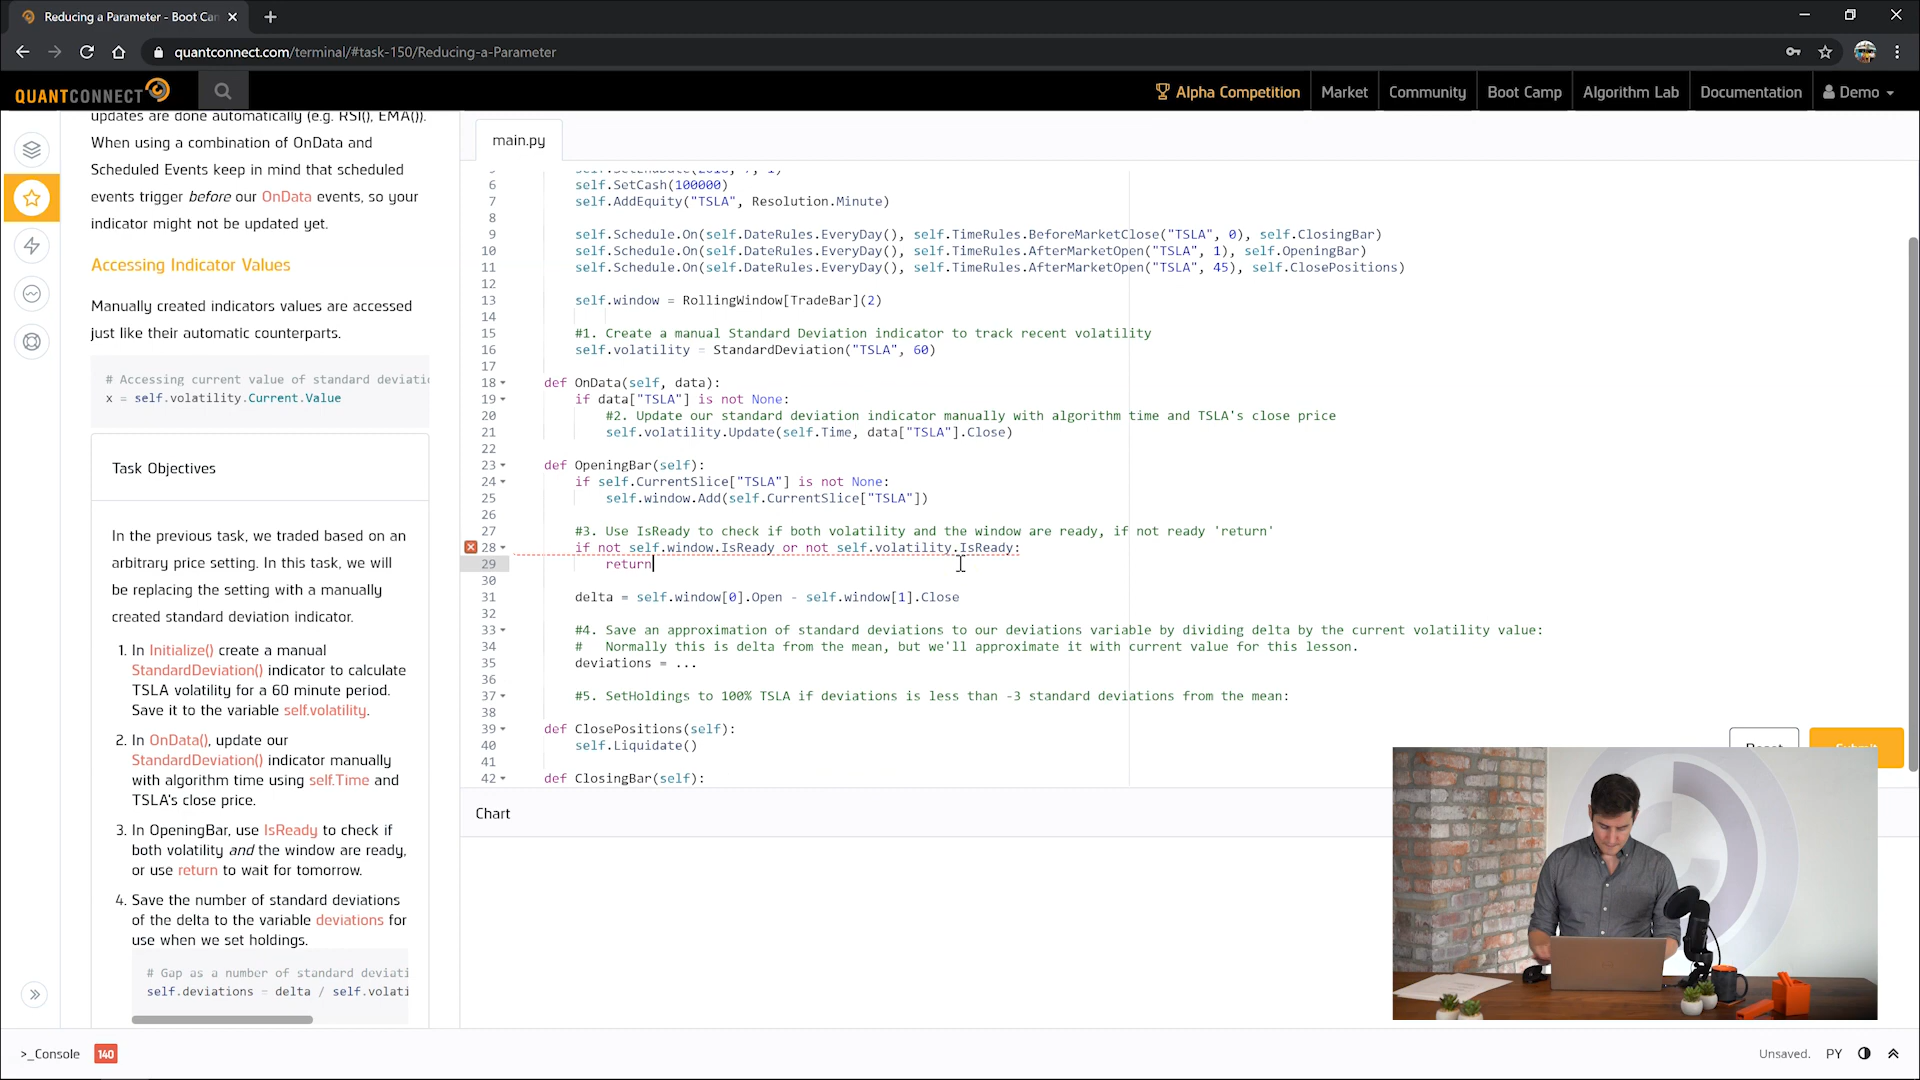 Reducing a Parameter - Boot Car
quantconnect.com/terminal/#task-150/Reducing-a-Parameter
QUANTCONNECT
Alpha Competition
Market
Community
Boot Camp
Algorithm Lab
Documentation
Demo
updates are done automatically (e.g. RSI(), EMA()).
When using a combination of OnData and
Scheduled Events keep in mind that scheduled
events trigger before our OnData events, so your
indicator might not be updated yet.
Accessing Indicator Values
Manually created indicators values are accessed
just like their automatic counterparts.
# Accessing current value of standard deviatio
x = self.volatility.Current.Value
Task Objectives
In the previous task, we traded based on an
arbitrary price setting. In this task, we will
be replacing the setting with a manually
created standard deviation indicator.
1. In Initialize() create a manual
StandardDeviation() indicator to calculate
TSLA volatility for a 60 minute period.
Save it to the variable self.volatility.
2. In OnData(), update our
StandardDeviation() indicator manually
with algorithm time using self.Time and
TSLA's close price.
3. In OpeningBar, use IsReady to check if
both volatility and the window are ready,
or use return to wait for tomorrow.
4. Save the number of standard deviations
of the delta to the variable deviations for
use when we set holdings.
# Gap as a number of standard deviati
self.deviations = delta / self.volati
main.py
6 self.SetCash(100000)
7 self.AddEquity("TSLA", Resolution.Minute)
8
9 self.Schedule.On(self.DateRules.EveryDay(), self.TimeRules.BeforeMarketClose("TSLA", 0), self.ClosingBar)
10 self.Schedule.On(self.DateRules.EveryDay(), self.TimeRules.AfterMarketOpen("TSLA", 1), self.OpeningBar)
11 self.Schedule.On(self.DateRules.EveryDay(), self.TimeRules.AfterMarketOpen("TSLA", 45), self.ClosePositions)
12
13 self.window = RollingWindow[TradeBar](2)
14
15 #1. Create a manual Standard Deviation indicator to track recent volatility
16 self.volatility = StandardDeviation("TSLA", 60)
17
18 def OnData(self, data):
19 if data["TSLA"] is not None:
20 #2. Update our standard deviation indicator manually with algorithm time and TSLA's close price
21 self.volatility.Update(self.Time, data["TSLA"].Close)
22
23 def OpeningBar(self):
24 if self.CurrentSlice["TSLA"] is not None:
25 self.window.Add(self.CurrentSlice["TSLA"])
26
27 #3. Use IsReady to check if both volatility and the window are ready, if not ready 'return'
28 if not self.window.IsReady or not self.volatility.IsReady:
29 return
30
31 delta = self.window[0].Open - self.window[1].Close
32
33 #4. Save an approximation of standard deviations to our deviations variable by dividing delta by the current volatility value:
34 # Normally this is delta from the mean, but we'll approximate it with current value for this lesson.
35 deviations = ...
36
37 #5. SetHoldings to 100% TSLA if deviations is less than -3 standard deviations from the mean:
38
39 def ClosePositions(self):
40 self.Liquidate()
41
42 def ClosingBar(self):
Chart
>_Console 140
Unsaved. PY